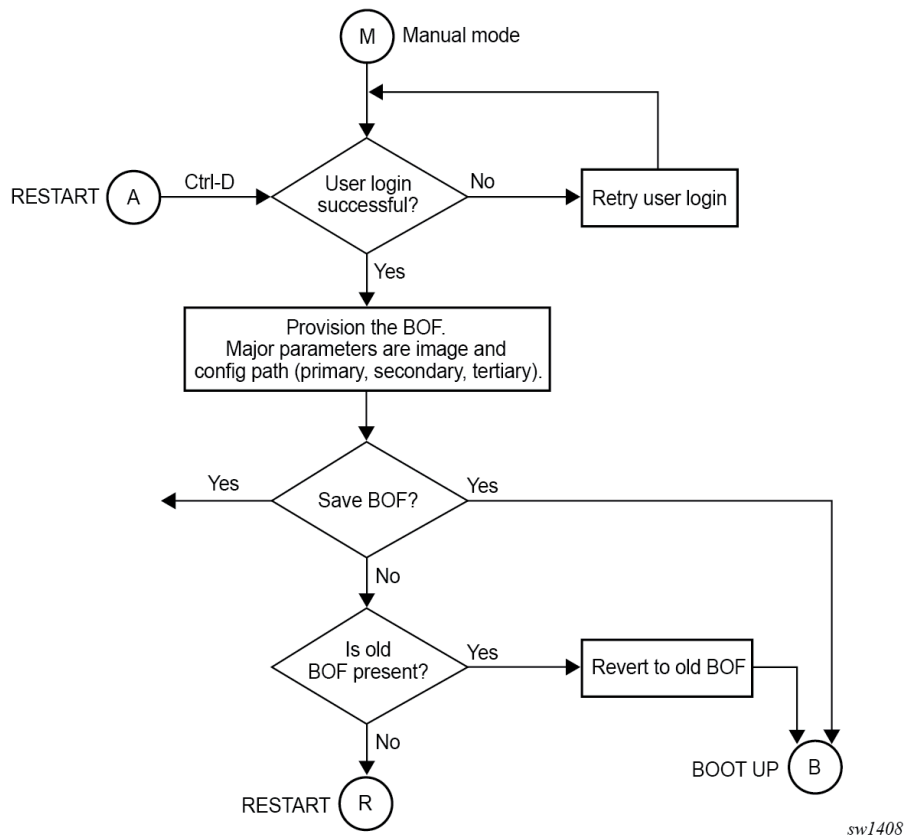 M
Manual mode
RESTART
A
Ctrl-D
User login
successful?
No
Retry user login
Yes
Provision the BOF.
Major parameters are image and
config path (primary, secondary, tertiary).
Yes
Save BOF?
Yes
No
Is old
BOF present?
Yes
Revert to old BOF
No
RESTART
R
BOOT UP
B
sw1408